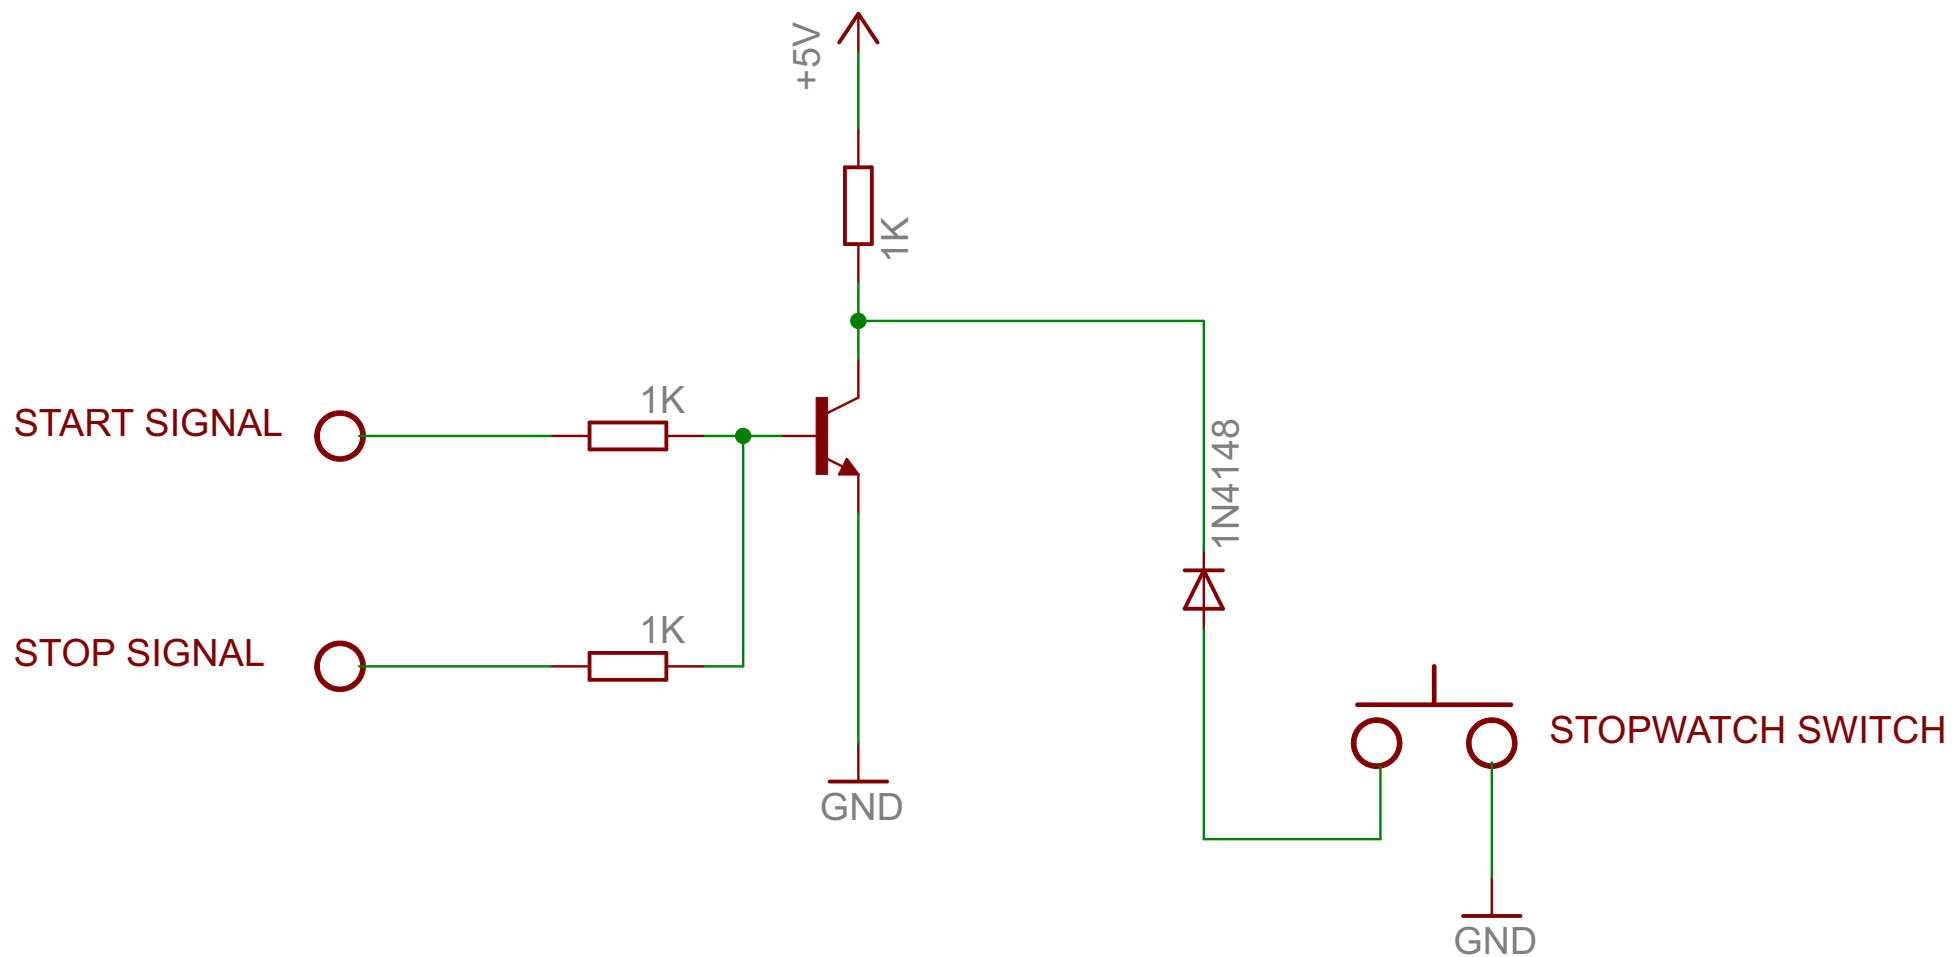 +5V
1K
1K
START SIGNAL
1N4148
1K
STOP SIGNAL
STOPWATCH SWITCH
GND
GND